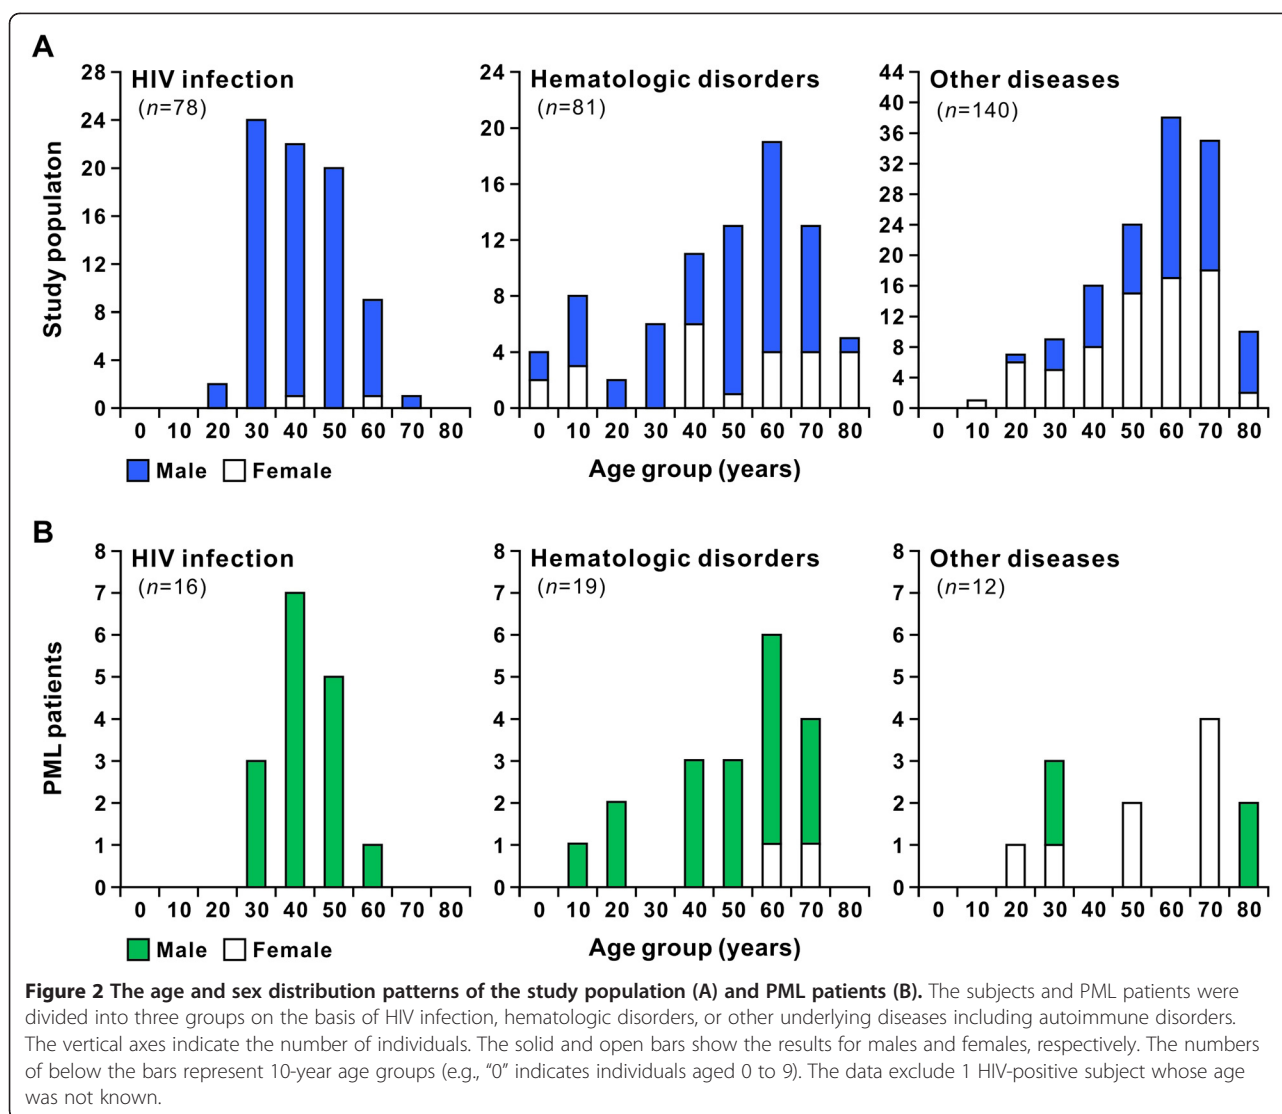 A
HIV infection
(n=78)
Study populaton
28
24
20
16
12
8
4
0
0 10 20 30 40 50 60 70 80
Hematologic disorders
(n=81)
24
20
16
12
8
4
0
0 10 20 30 40 50 60 70 80
Other diseases
(n=140)
44
40
36
32
28
24
20
16
12
8
4
0
0 10 20 30 40 50 60 70 80
Male Female
Age group (years)
B
HIV infection
(n=16)
PML patients
8
7
6
5
4
3
2
1
0
0 10 20 30 40 50 60 70 80
Hematologic disorders
(n=19)
8
7
6
5
4
3
2
1
0
0 10 20 30 40 50 60 70 80
Other diseases
(n=12)
8
7
6
5
4
3
2
1
0
0 10 20 30 40 50 60 70 80
Male Female
Age group (years)
Figure 2 The age and sex distribution patterns of the study population (A) and PML patients (B). The subjects and PML patients were
divided into three groups on the basis of HIV infection, hematologic disorders, or other underlying diseases including autoimmune disorders.
The vertical axes indicate the number of individuals. The solid and open bars show the results for males and females, respectively. The numbers
of below the bars represent 10-year age groups (e.g., “0” indicates individuals aged 0 to 9). The data exclude 1 HIV-positive subject whose age
was not known.